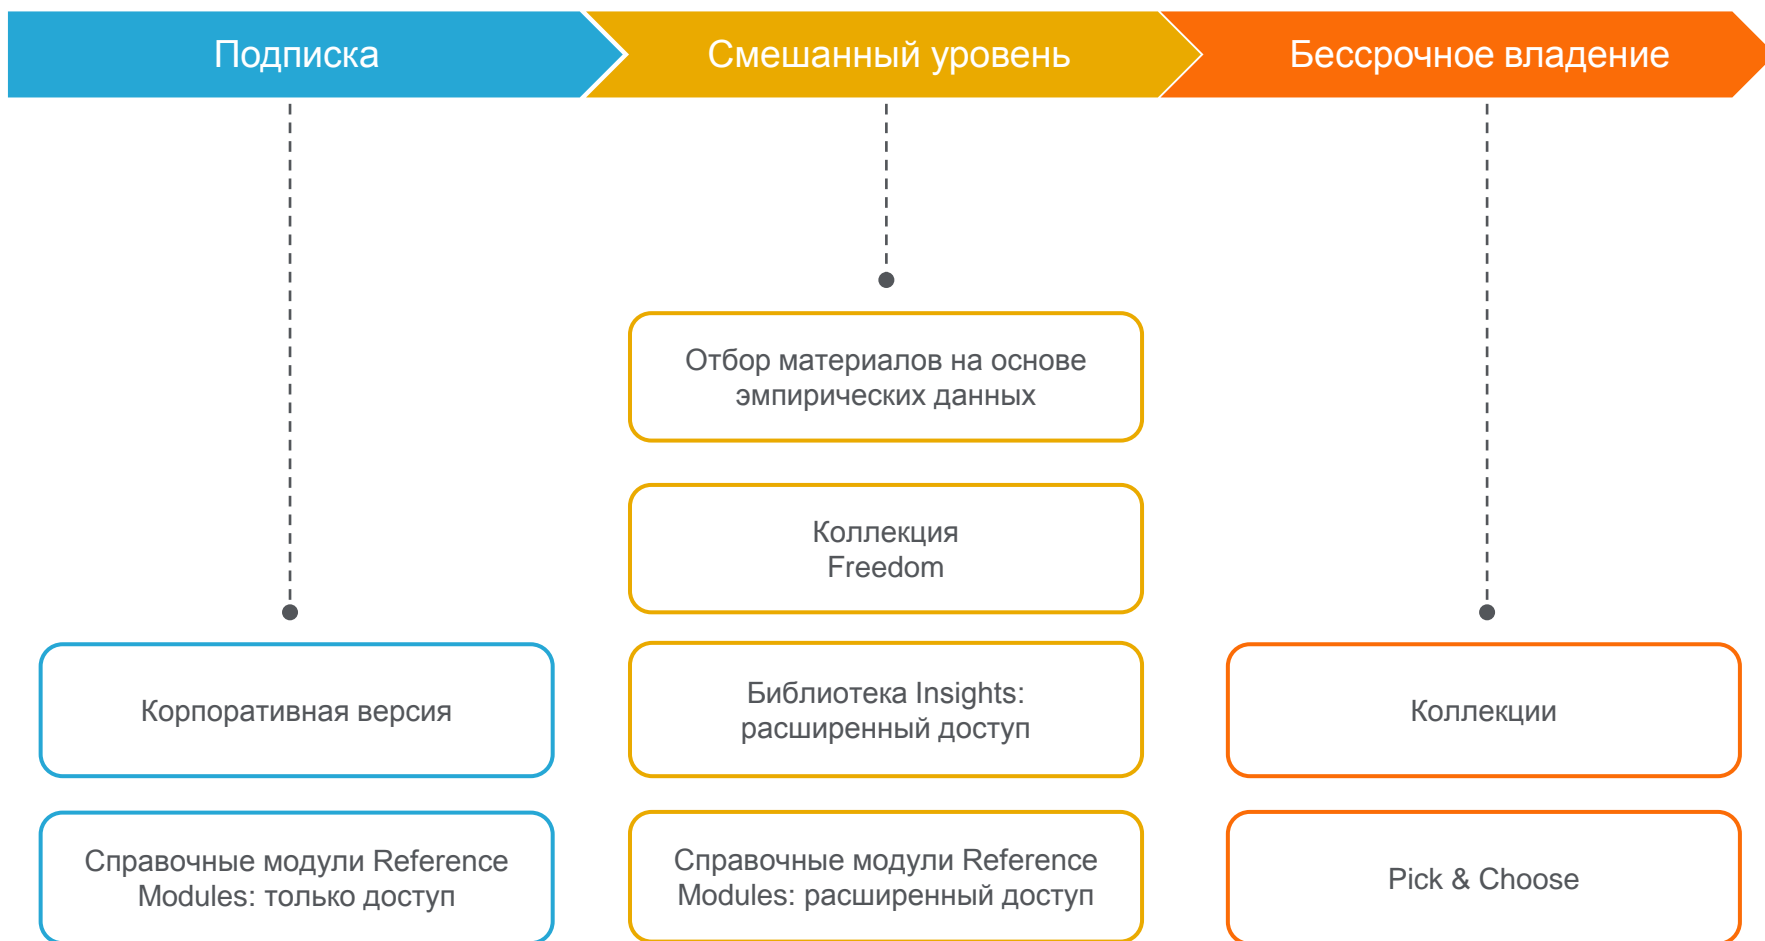 Подписка
Смешанный уровень
Бессрочное владение
Отбор материалов на основе
эмпирических данных
Коллекция
Freedom
Корпоративная версия
Библиотека Insights:
расширенный доступ
Коллекции
Справочные модули Reference
Modules: только доступ
Справочные модули Reference
Modules: расширенный доступ
Pick & Choose